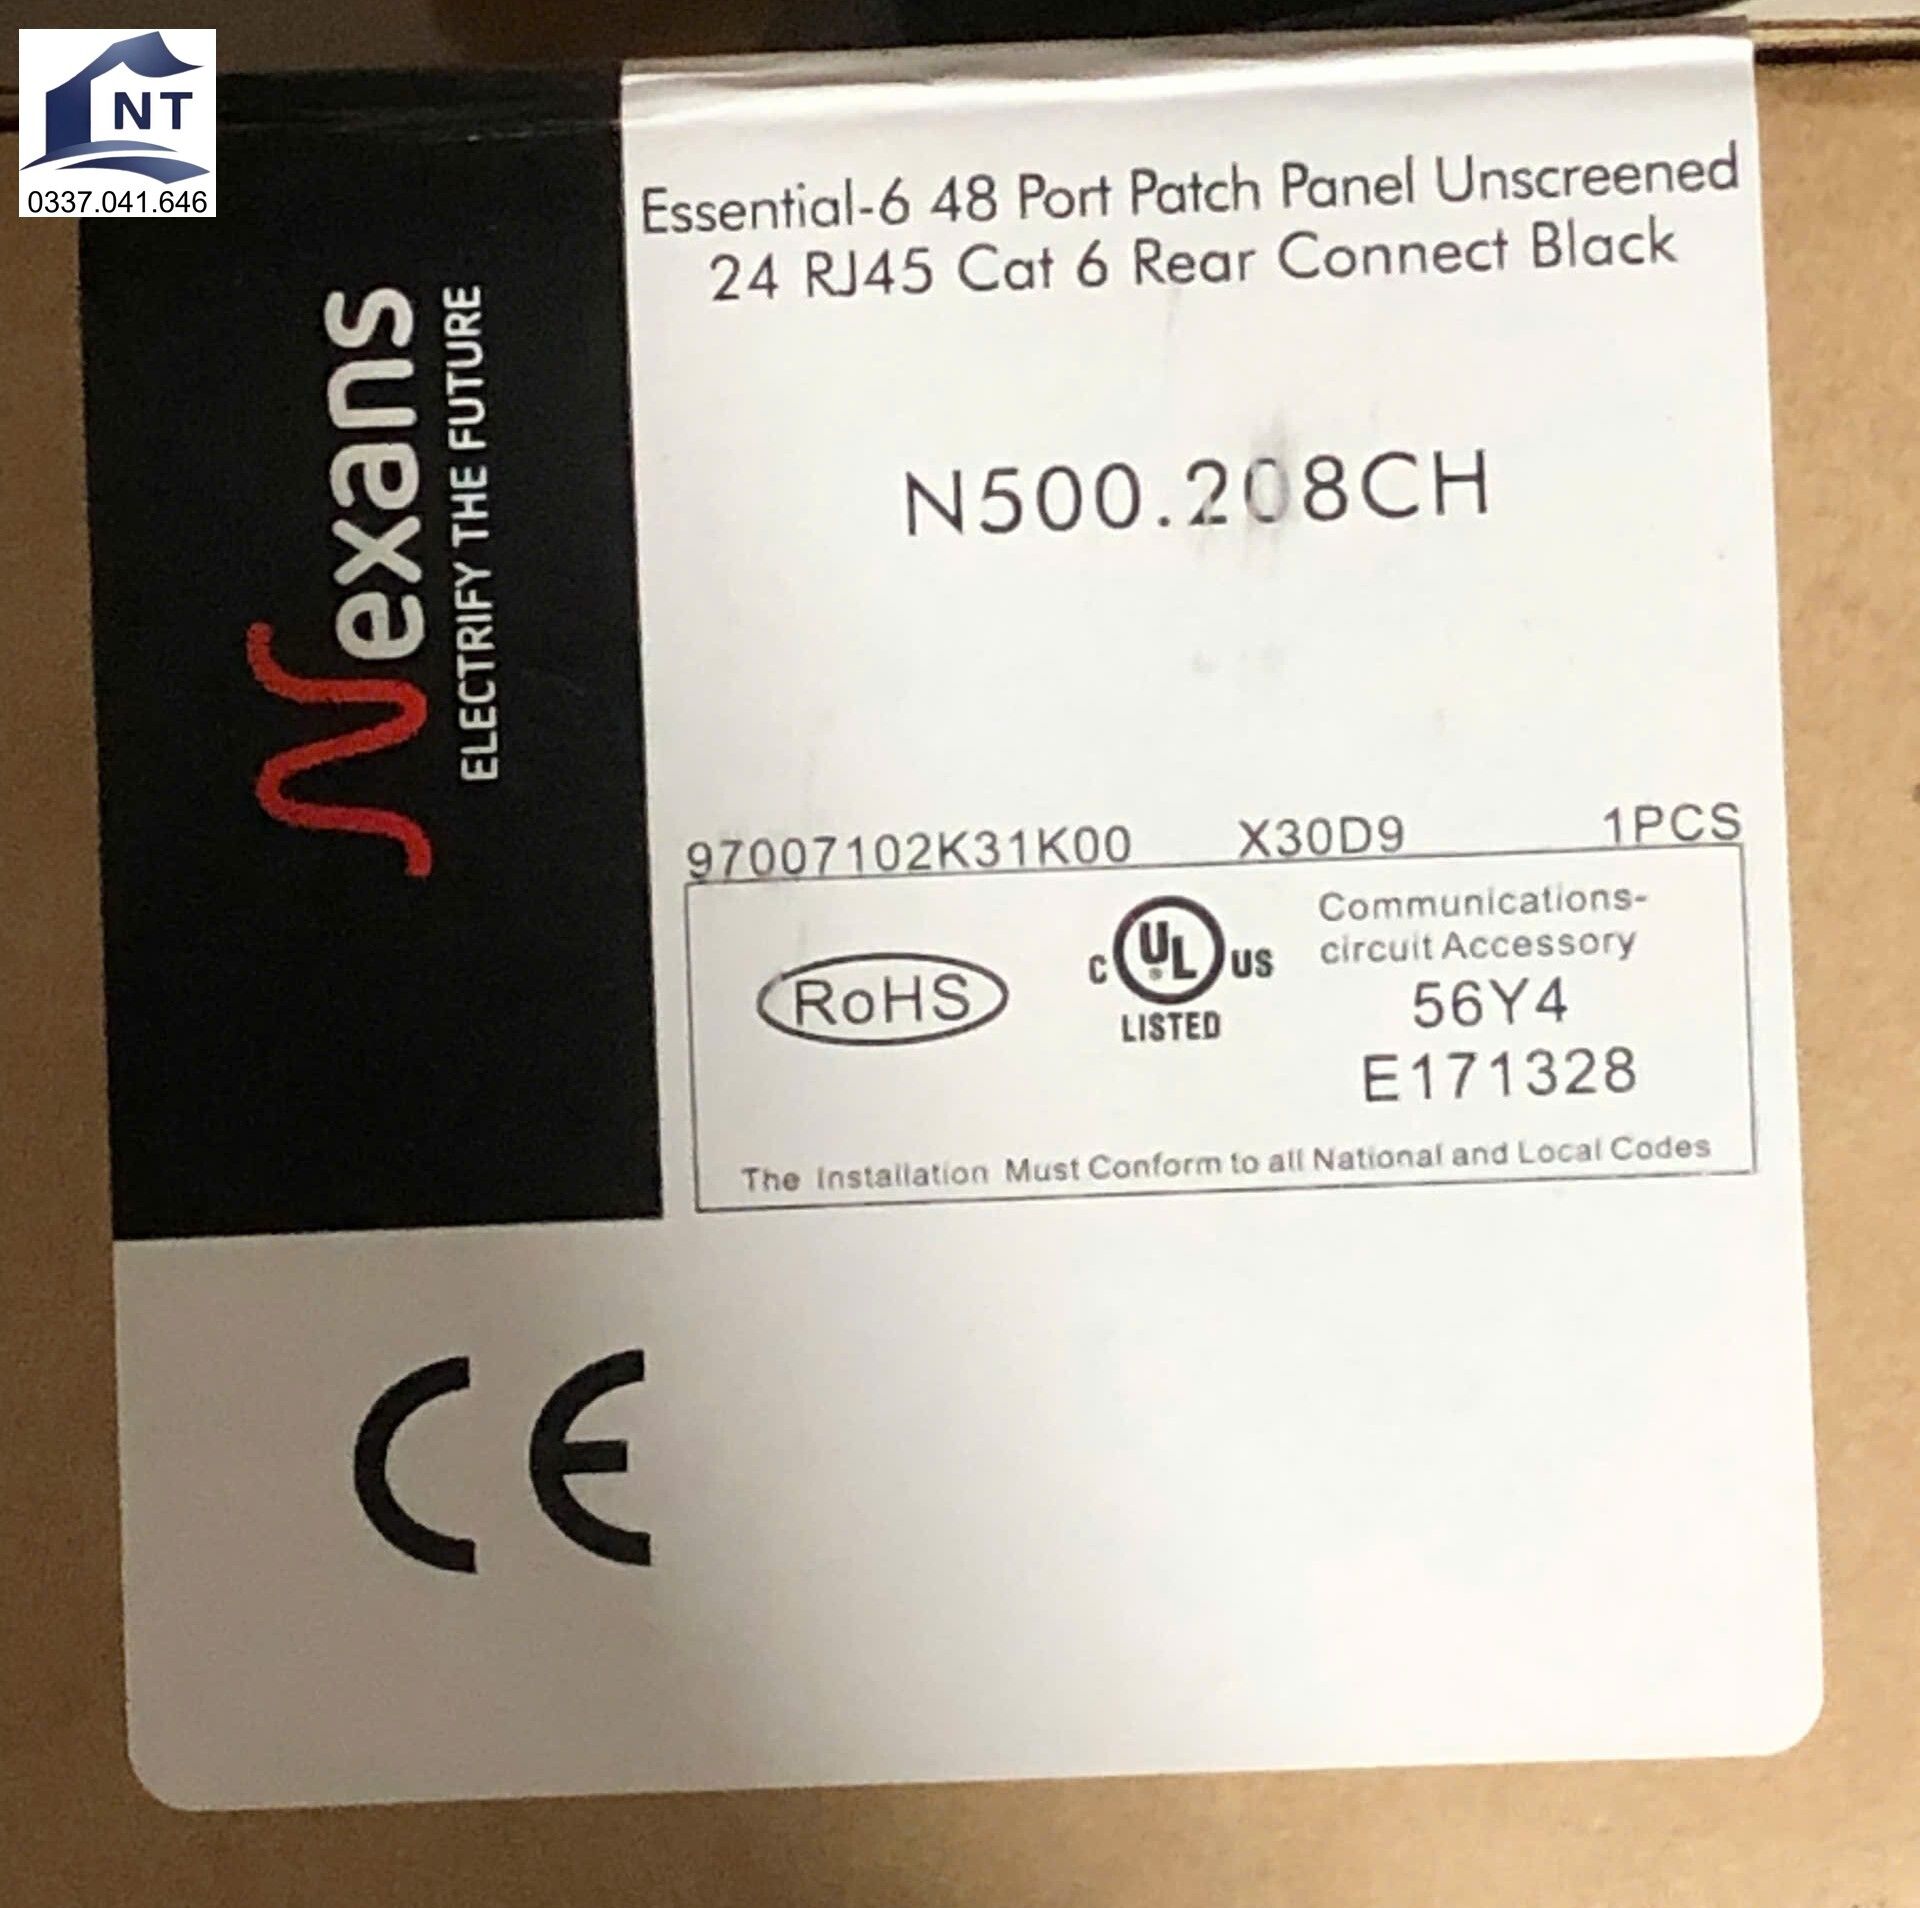 NT
0337.041.646
Nexans
ELECTRIFY THE FUTURE
Essential-6 48 Port Patch Panel Unscreened
24 RJ45 Cat 6 Rear Connect Black
N500.208CH
97007102K31K00 X30D9 1PCS
RoHS
C UL US
LISTED
Communications-
circuit Accessory
56Y4
E171328
The Installation Must Conform to all National and Local Codes
CE